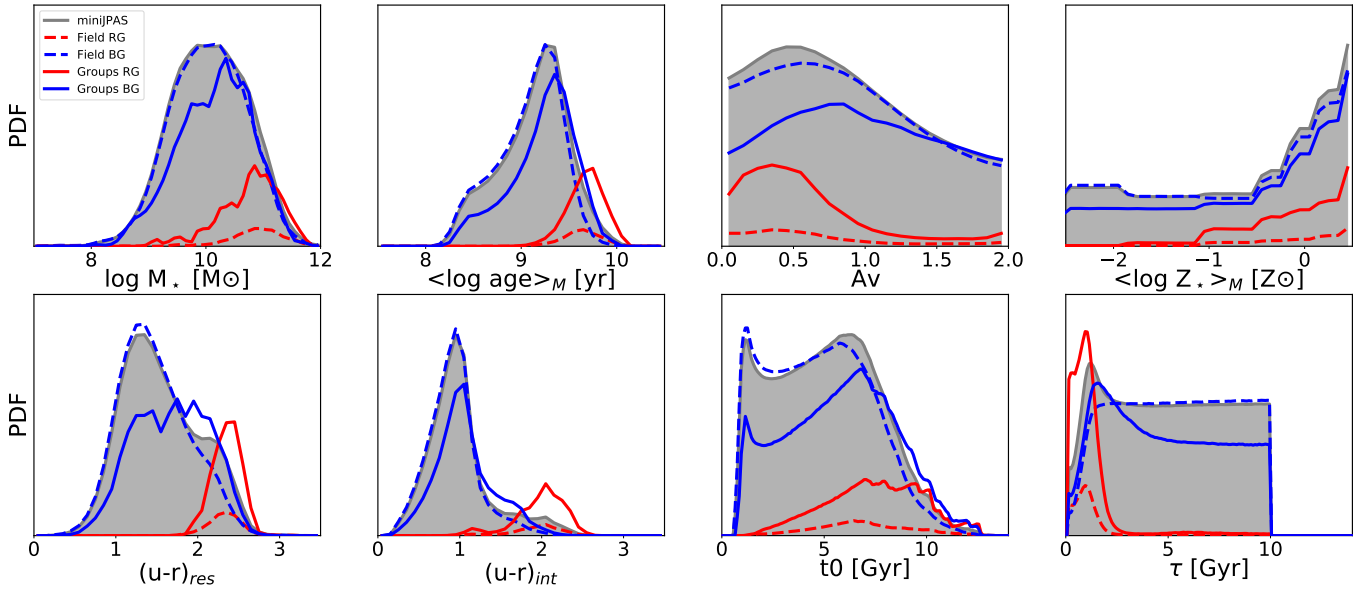 miniJPAS
Field RG
Field BG
Groups RG
Groups BG
PDF
8 10 12
log M⋆ [M⊙]
8 9 10
<log age>M [yr]
0.0 0.5 1.0 1.5 2.0
Av
−2 −1 0
<log Z⋆>M [Z⊙]
PDF
0 1 2 3
(u-r)res
0 1 2 3
(u-r)int
0 5 10
t0 [Gyr]
0 5 10
τ [Gyr]